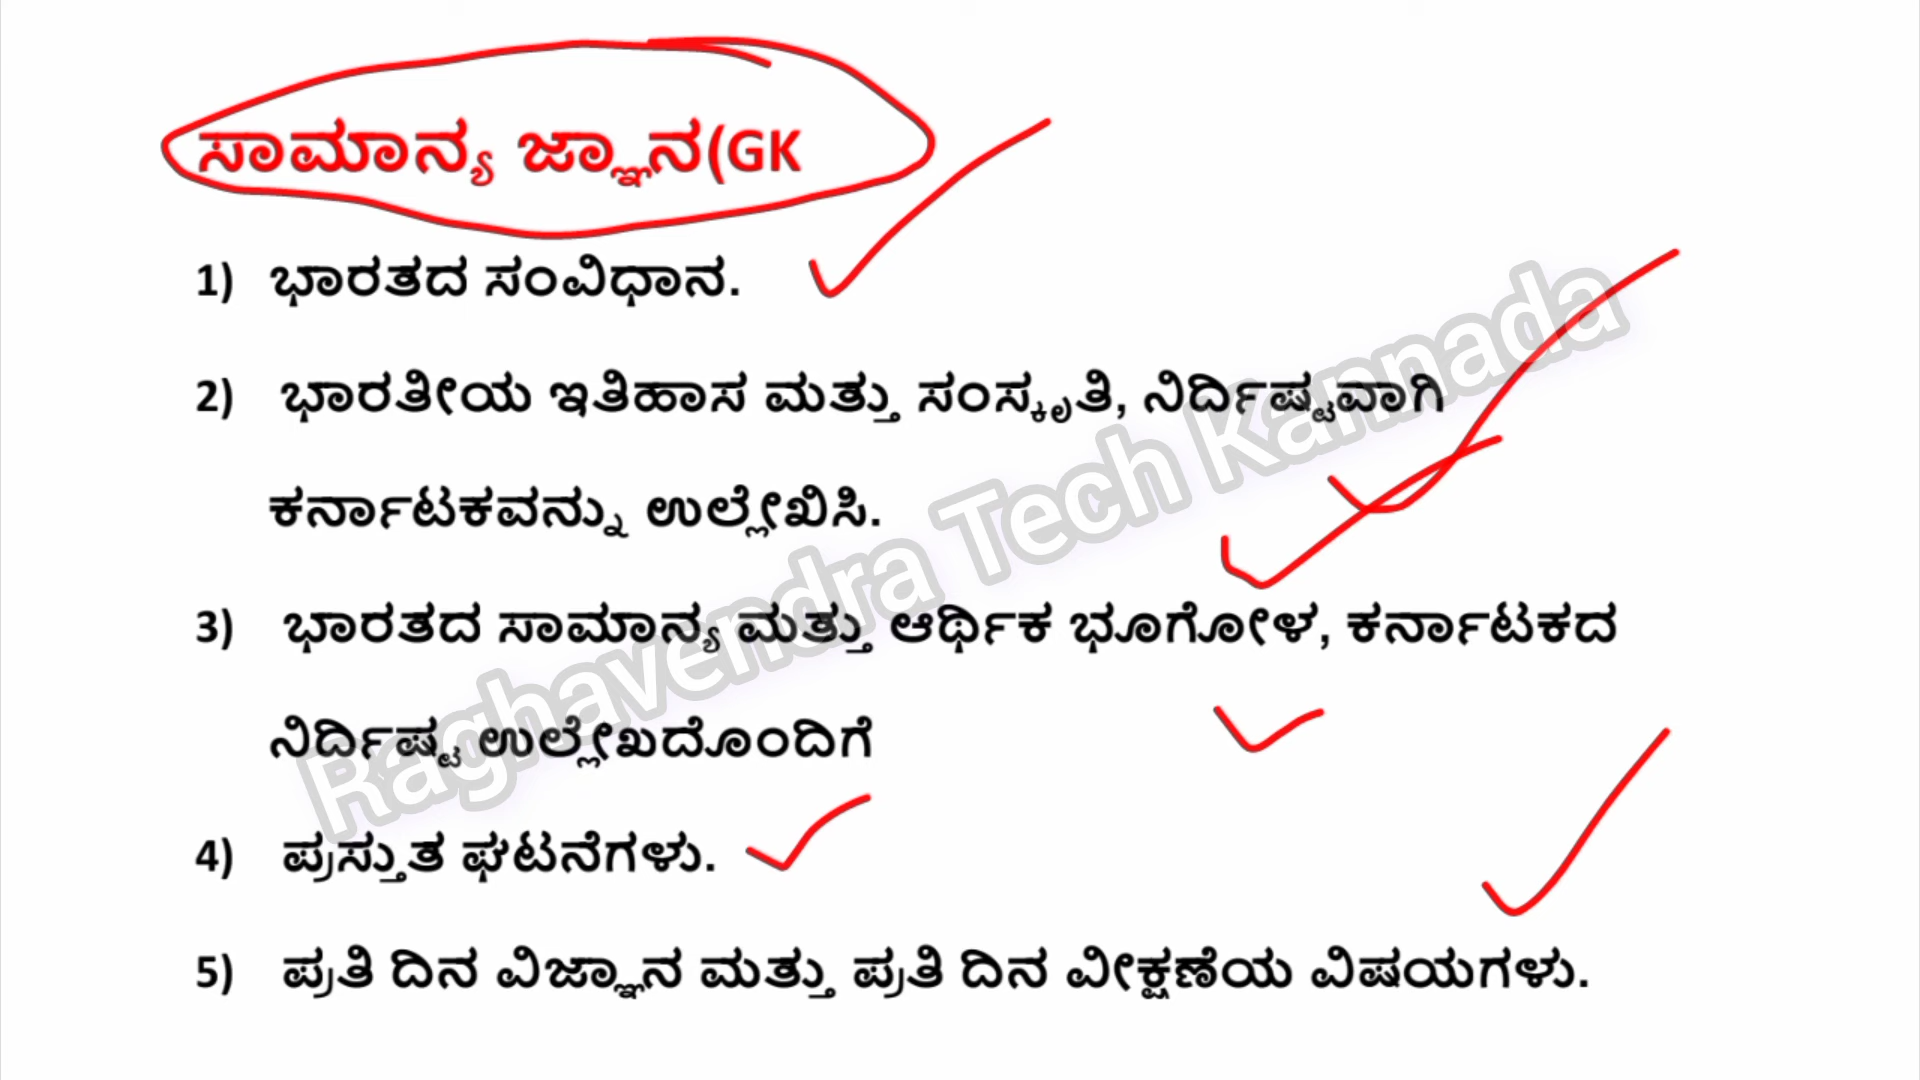 ಸಾಮಾನ್ಯ ಜ್ಞಾನ(GK
1) ಭಾರತದ ಸಂವಿಧಾನ.
2) ಭಾರತೀಯ ಇತಿಹಾಸ ಮತ್ತು ಸಂಸ್ಕೃತಿ, ನಿರ್ದಿಷ್ಟವಾಗಿ
ಕರ್ನಾಟಕವನ್ನು ಉಲ್ಲೇಖಿಸಿ.
3) ಭಾರತದ ಸಾಮಾನ್ಯ ಮತ್ತು ಆರ್ಥಿಕ ಭೂಗೋಳ, ಕರ್ನಾಟಕದ
ನಿರ್ದಿಷ್ಟ ಉಲ್ಲೇಖದೊಂದಿಗೆ
4) ಪ್ರಸ್ತುತ ಘಟನೆಗಳು.
5) ಪ್ರತಿ ದಿನ ವಿಜ್ಞಾನ ಮತ್ತು ಪ್ರತಿ ದಿನ ವೀಕ್ಷಣೆಯ ವಿಷಯಗಳು.
Raghavendra Tech Kannada